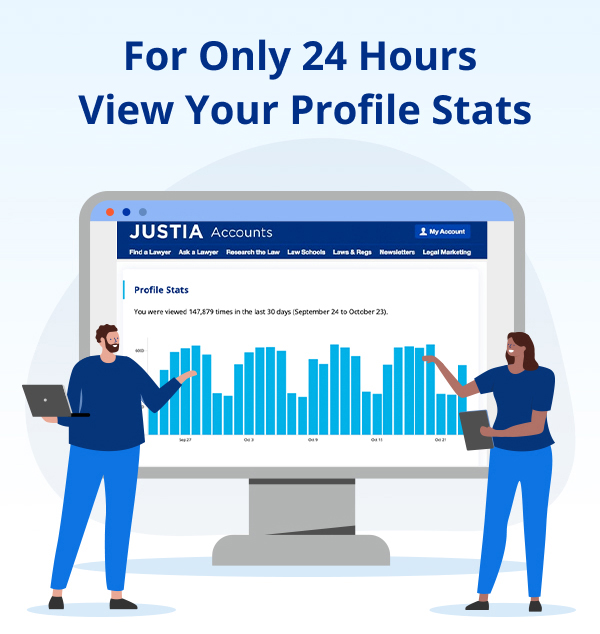 For Only 24 Hours
View Your Profile Stats
JUSTIA Accounts
My Account
Find a Lawyer Ask a Lawyer Research the Law Law Schools Laws & Regs Newsletters Legal Marketing
Profile Stats
You were viewed 147,879 times in the last 30 days (September 24 to October 23).
Sep 27 Oct 3 Oct 9 Oct 11 Oct 21